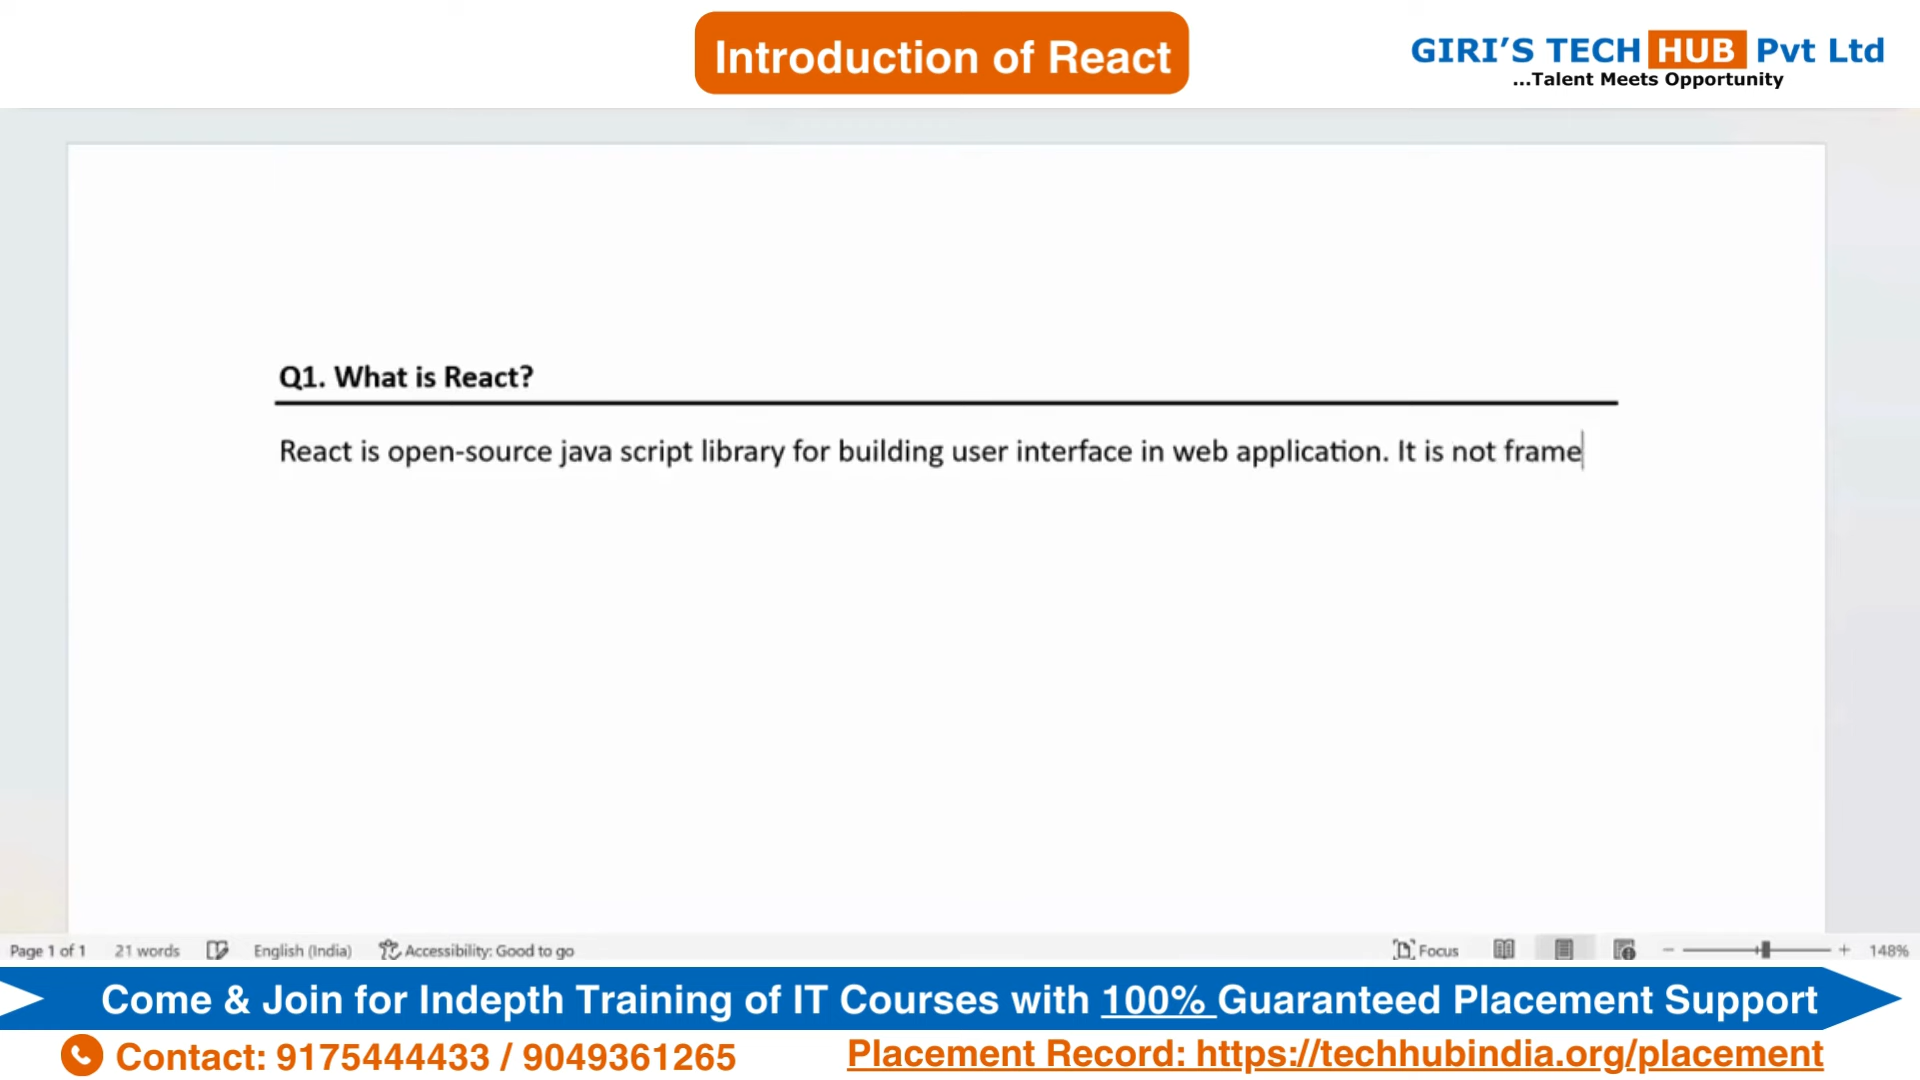 Introduction of React
GIRI'S TECH HUB Pvt Ltd
...Talent Meets Opportunity
Q1. What is React?
React is open-source java script library for building user interface in web application. It is not frame
Page 1 of 1 21 words English (India) Accessibility: Good to go Focus 148%
Come & Join for Indepth Training of IT Courses with 100% Guaranteed Placement Support
Contact: 9175444433 / 9049361265 Placement Record: https://techhubindia.org/placement